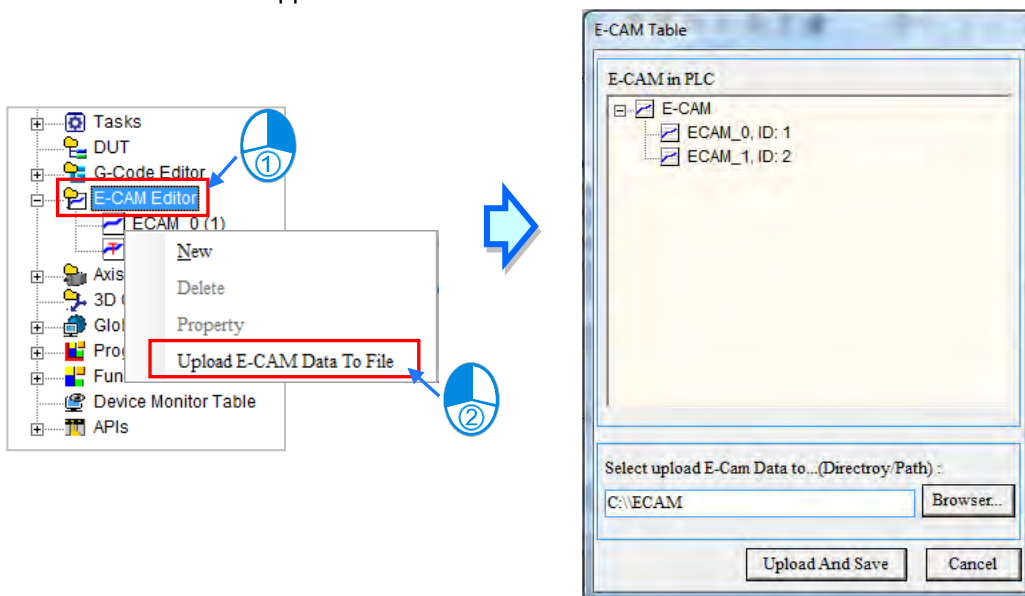 Tasks
DUT
G-Code Editor
E-CAM Editor
ECAM_0 (1)
Axis
3D
Glo
Pro
Fun
Device Monitor Table
APIs
①
New
Delete
Property
Upload E-CAM Data To File
②
E-CAM Table
E-CAM in PLC
E-CAM
ECAM_0, ID: 1
ECAM_1, ID: 2
Select upload E-Cam Data to...(Directroy/Path) :
C:\\ECAM
Browser...
Upload And Save
Cancel